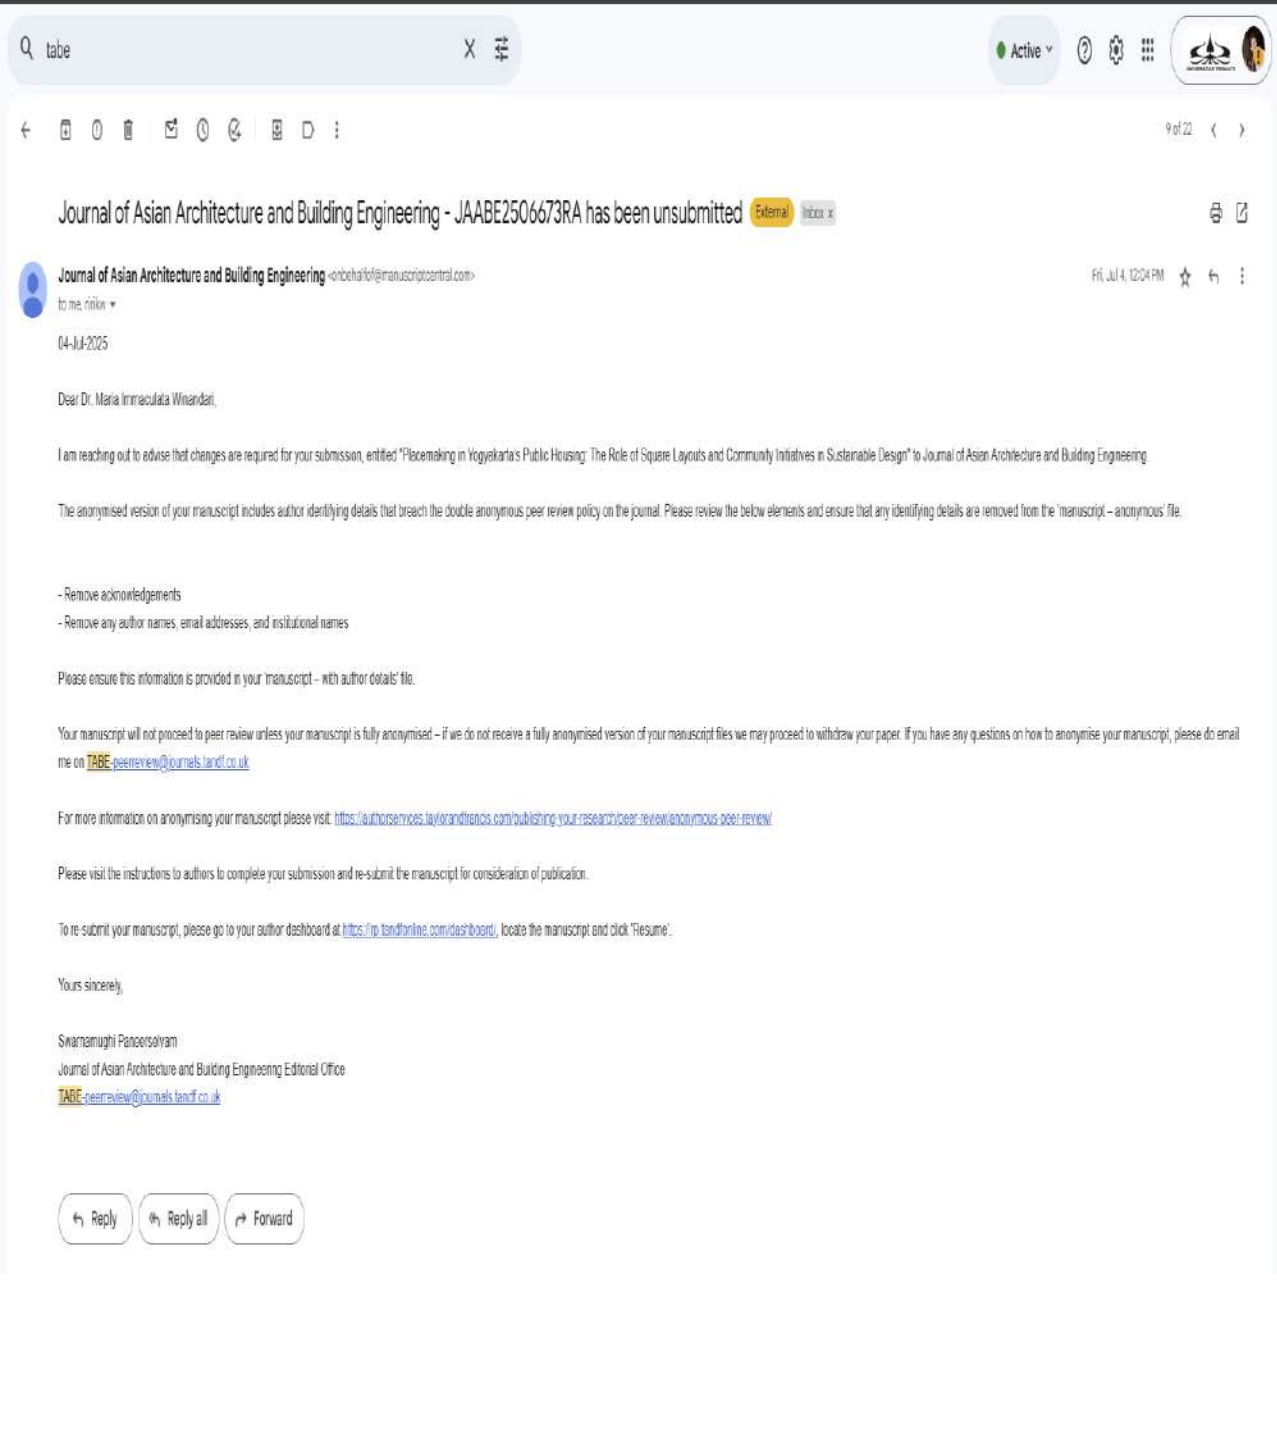 tabe
Active
9 of 22
Journal of Asian Architecture and Building Engineering - JAABE2506673RA has been unsubmitted External Inbox x
Journal of Asian Architecture and Building Engineering <onbehalfof@manuscriptcentral.com>
Fri, Jul 4, 12:04 PM
to me, ririkw
04-Jul-2025
Dear Dr. Maria Immaculata Winandari,
I am reaching out to advise that changes are required for your submission, entitled "Placemaking in Yogyakarta's Public Housing: The Role of Square Layouts and Community Initiatives in Sustainable Design" to Journal of Asian Architecture and Building Engineering.
The anonymised version of your manuscript includes author identifying details that breach the double anonymous peer review policy on the journal. Please review the below elements and ensure that any identifying details are removed from the 'manuscript – anonymous' file.
- Remove acknowledgements
- Remove any author names, email addresses, and institutional names
Please ensure this information is provided in your 'manuscript – with author details' file.
Your manuscript will not proceed to peer review unless your manuscript is fully anonymised – if we do not receive a fully anonymised version of your manuscript files we may proceed to withdraw your paper. If you have any questions on how to anonymise your manuscript, please do email
me on TABE-peerreview@journals.tandf.co.uk
For more information on anonymising your manuscript please visit: https://authorservices.taylorandfrancis.com/publishing-your-research/peer-review/anonymous-peer-review/
Please visit the instructions to authors to complete your submission and re-submit the manuscript for consideration of publication.
To re-submit your manuscript, please go to your author dashboard at https://rp.tandfonline.com/dashboard/, locate the manuscript and click 'Resume'.
Yours sincerely,
Swarnamughi Paneerselvam
Journal of Asian Architecture and Building Engineering Editorial Office
TABE-peerreview@journals.tandf.co.uk
Reply
Reply all
Forward